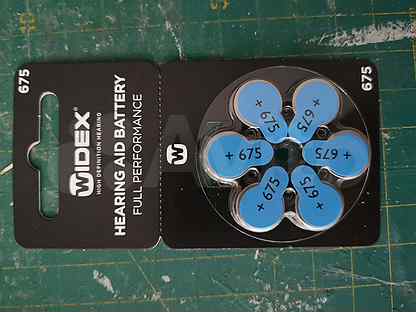 675
WIDEX®
HIGH DEFINITION HEARING
HEARING AID BATTERY
FULL PERFORMANCE
W
675
+ 675
+ 675
+ 675
+ 675
+ 675
+ 675